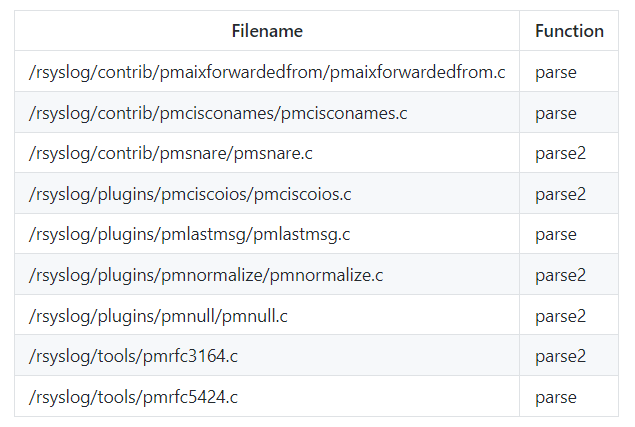 Filename Function
/rsyslog/contrib/pmaixforwardedfrom/pmaixforwardedfrom.c parse
/rsyslog/contrib/pmcisconames/pmcisconames.c parse
/rsyslog/contrib/pmsnare/pmsnare.c parse2
/rsyslog/plugins/pmciscoios/pmciscoios.c parse2
/rsyslog/plugins/pmlastmsg/pmlastmsg.c parse
/rsyslog/plugins/pmnormalize/pmnormalize.c parse2
/rsyslog/plugins/pmnull/pmnull.c parse2
/rsyslog/tools/pmrfc3164.c parse2
/rsyslog/tools/pmrfc5424.c parse